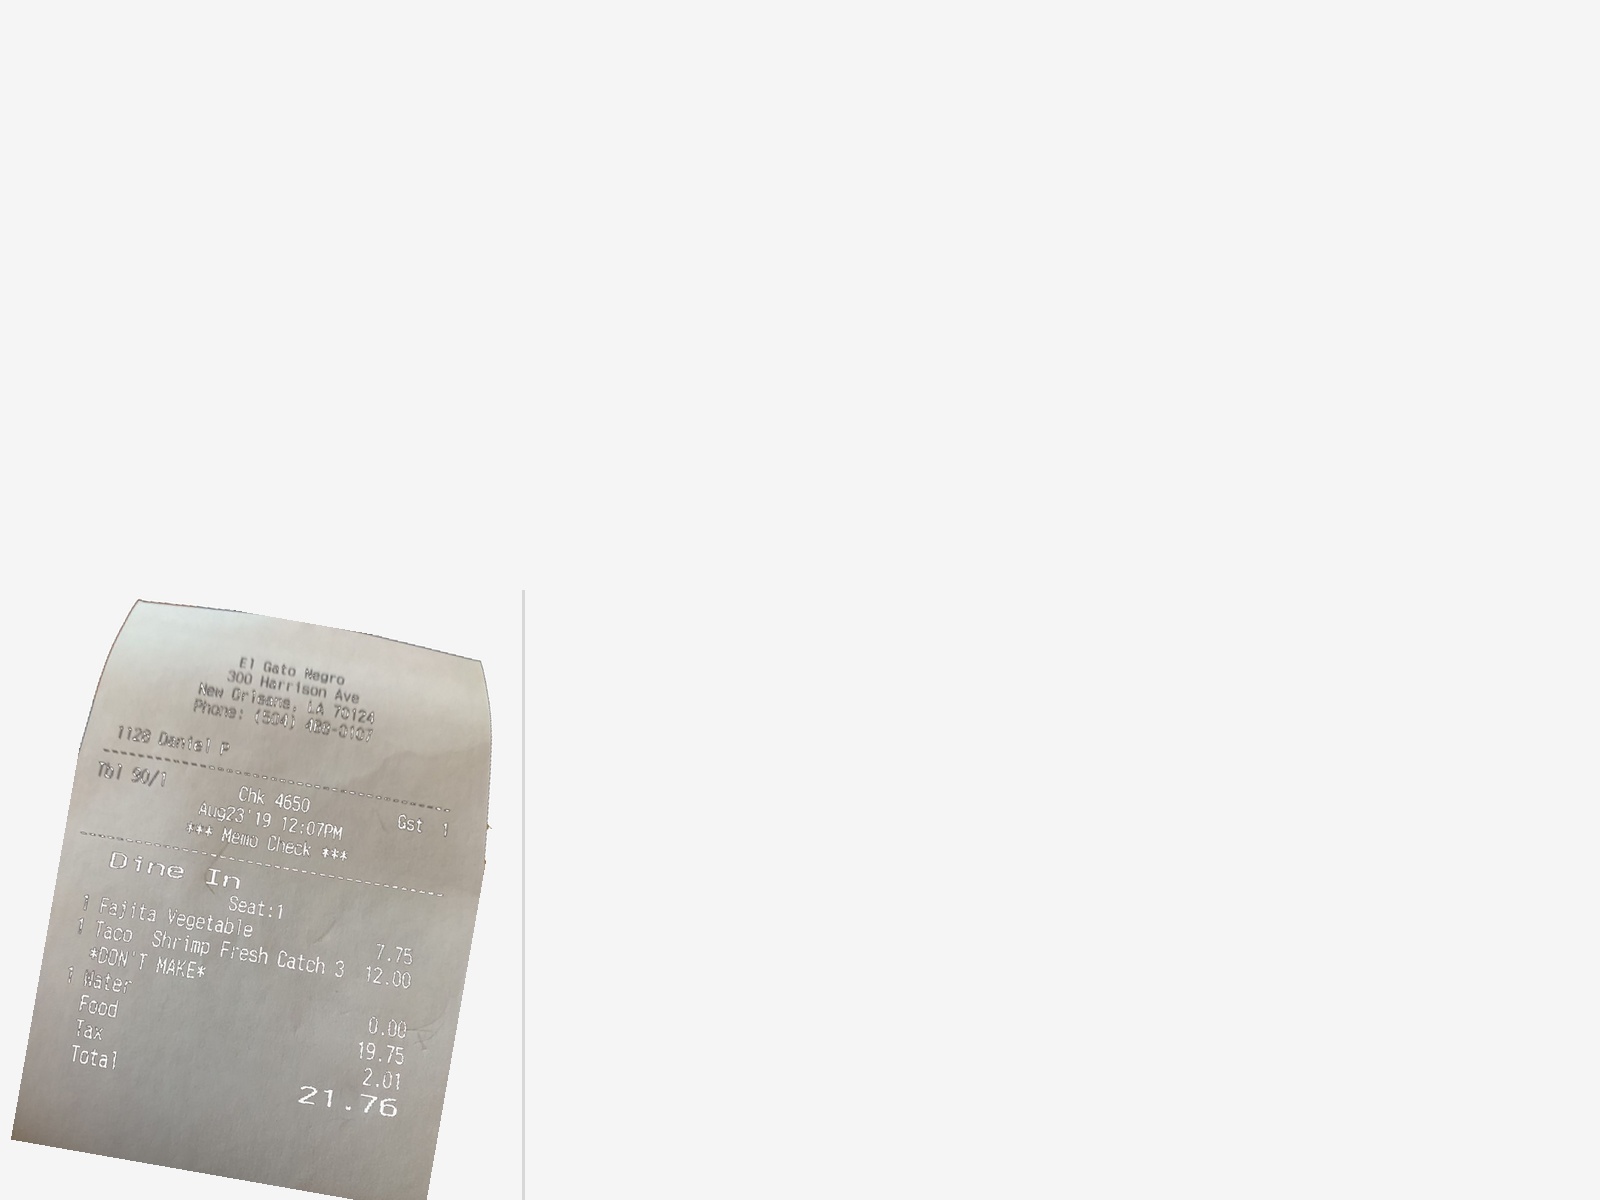 El Gato Negro
300 Harrison Ave
New Orleans, LA 70124
Phone: (504) 488-0107
1120 Daniel P
Tbl 90/1
Chk 4650
Gst 1
Aug23'19 12:07PM
*** Memo Check ***
Dine In
Seat:1
1 Fajita Vegetable 7.75
1 Taco Shrimp Fresh Catch 3 12.00
*DON'T MAKE*
1 Water 0.00
Food 19.75
Tax 2.01
Total 21.76